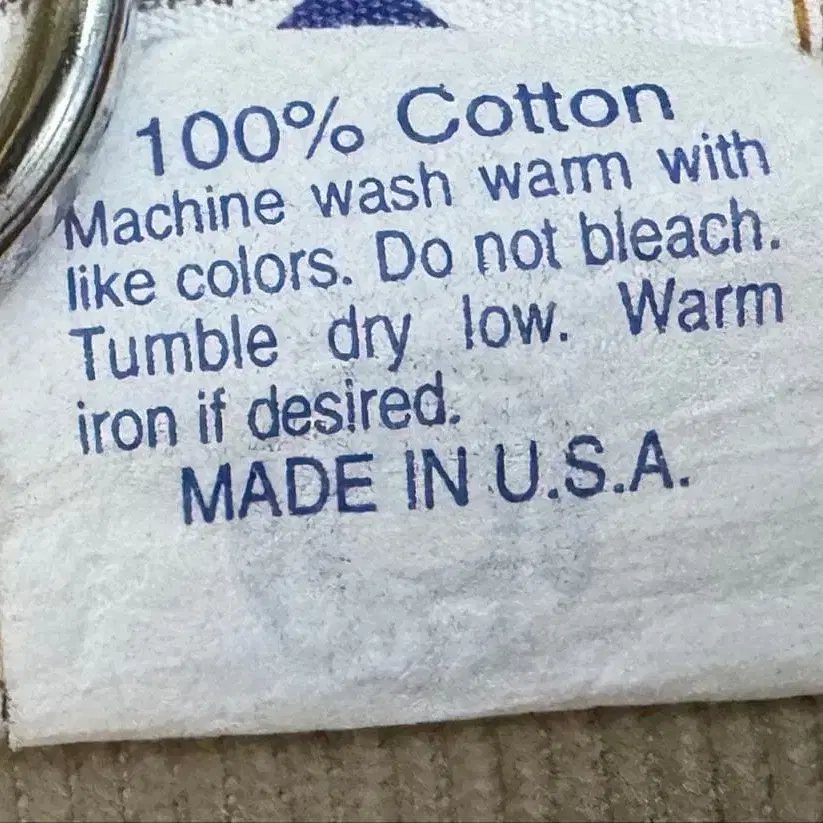 100% Cotton
Machine wash warm with
like colors. Do not bleach.
Tumble dry low. Warm
iron if desired.
MADE IN U.S.A.